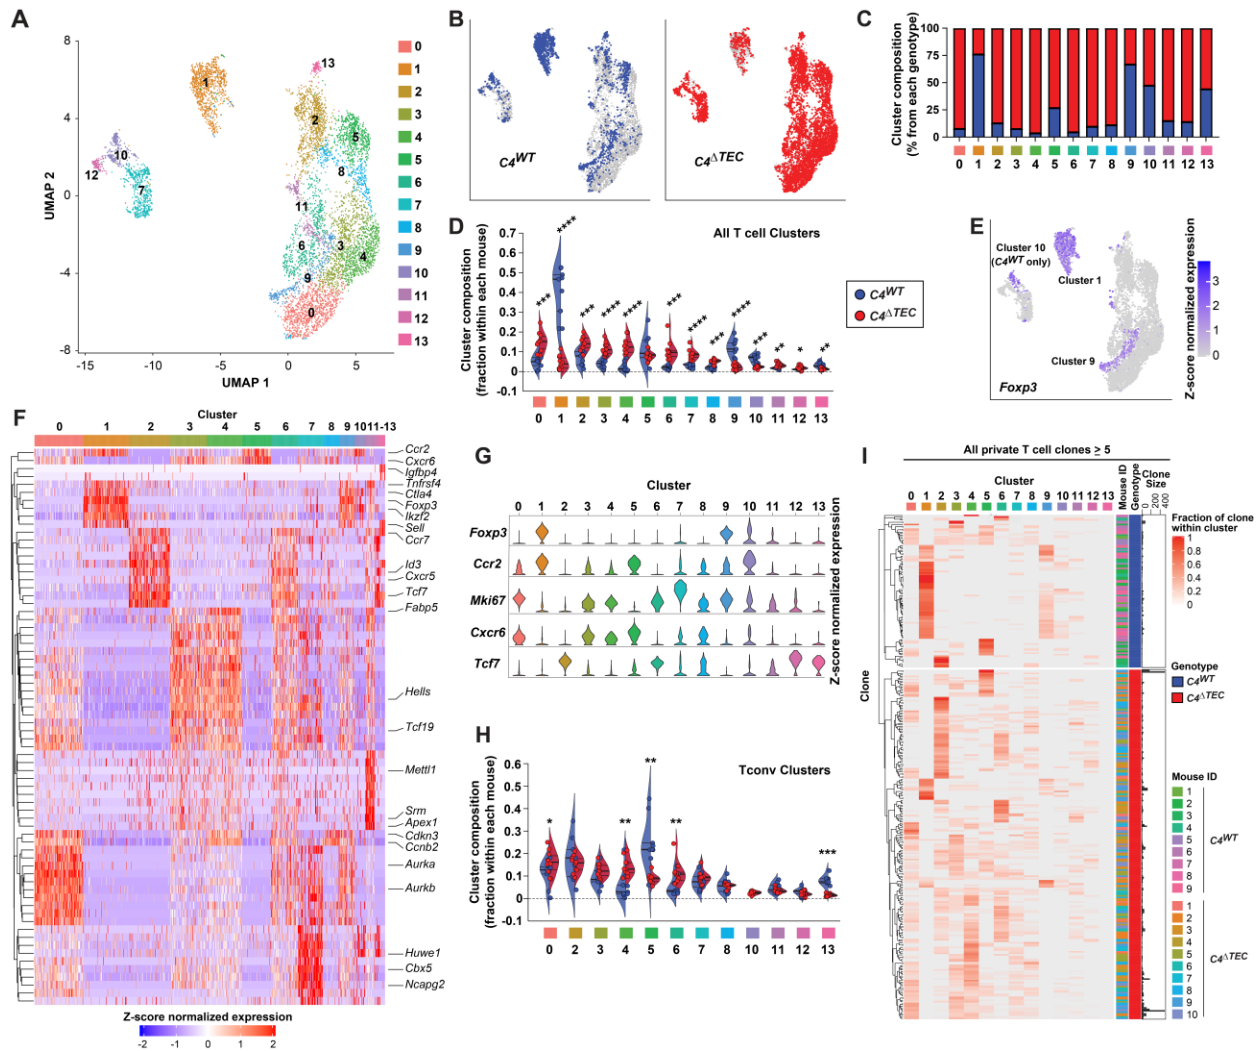 A
8
4
0
-4
-8
-15
-10
-5
0
5
UMAP 2
UMAP 1
1
13
2
5
10
12
7
8
11
6
3
4
9
0
0
1
2
3
4
5
6
7
8
9
10
11
12
13
B
C4WT
C4ΔTEC
C
Cluster composition
(% from each genotype)
100
75
50
25
0
0 1 2 3 4 5 6 7 8 9 10 11 12 13
D
All T cell Clusters
Cluster composition
(fraction within each mouse)
0.7
0.6
0.5
0.4
0.3
0.2
0.1
0
-0.1
*** **** *** **** **** *** **** *** **** *** ** * **
0 1 2 3 4 5 6 7 8 9 10 11 12 13
C4WT
C4ΔTEC
E
Cluster 10
(C4WT
only)
Cluster 1
Cluster 9
Foxp3
Z-score normalized expression
3
2
1
0
F
Cluster
0 1 2 3 4 5 6 7 8 9 10 11-13
Ccr2
Cxcr6
Igfbp4
Tnfrsf4
Ctla4
Foxp3
Ikzf2
Sell
Ccr7
Id3
Cxcr5
Tcf7
Fabp5
Hells
Tcf19
Mettl1
Srm
Apex1
Cdkn3
Ccnb2
Aurka
Aurkb
Huwe1
Cbx5
Ncapg2
Z-score normalized expression
-2 -1 0 1 2
G
Cluster
0 1 2 3 4 5 6 7 8 9 10 11 12 13
Foxp3
Ccr2
Mki67
Cxcr6
Tcf7
Z-score normalized expression
H
Tconv Clusters
Cluster composition
(fraction within each mouse)
0.6
0.5
0.4
0.3
0.2
0.1
0
-0.1
* ** ** ** ***
0 2 3 4 5 6 7 8 10 11 12 13
I
All private T cell clones ≥ 5
Cluster
0 1 2 3 4 5 6 7 8 9 10 11 12 13
Mouse ID
Genotype
Clone
Size
0
200
400
Clone
Fraction of clone
within cluster
1
0.8
0.6
0.4
0.2
0
Genotype
C4WT
C4ΔTEC
Mouse ID
1
2
3
4
5
6
7
8
9
C4WT
1
2
3
4
5
6
7
8
9
10
C4ΔTEC